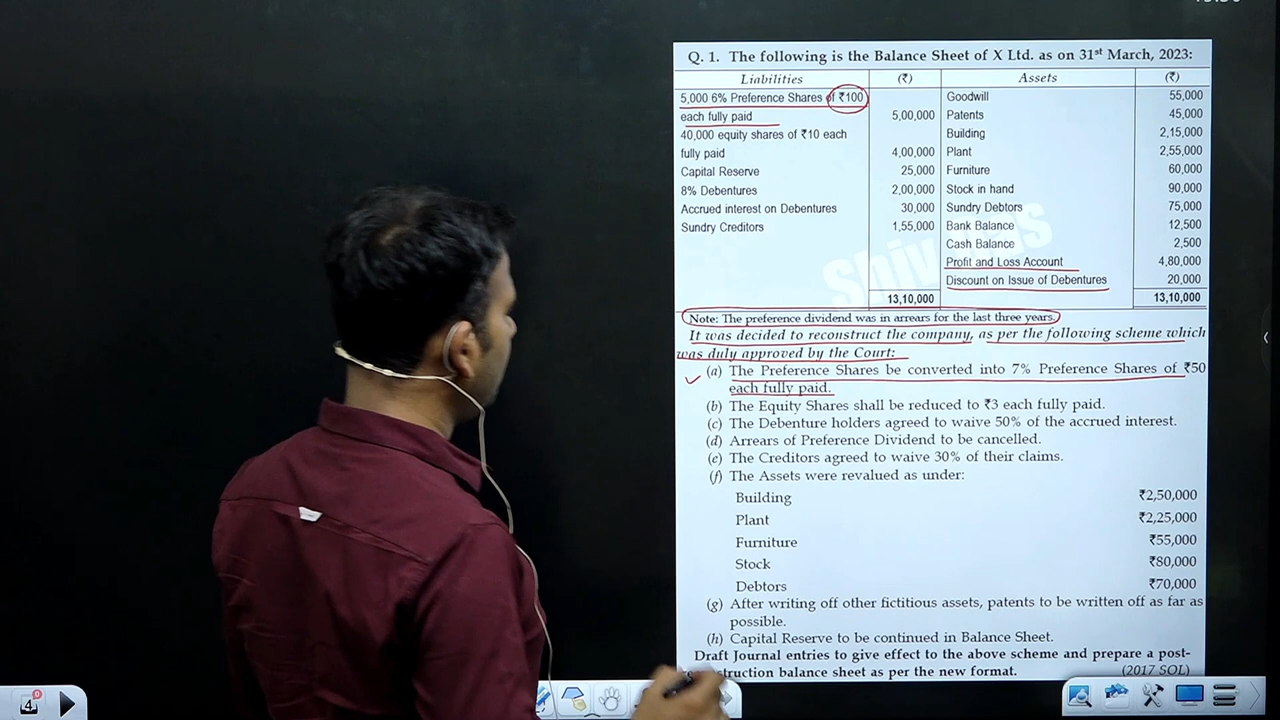 Q. 1. The following is the Balance Sheet of X Ltd. as on 31st March, 2023:
Liabilities (₹) Assets (₹)
5,000 6% Preference Shares of ₹100 Goodwill 55,000
each fully paid 5,00,000 Patents 45,000
40,000 equity shares of ₹10 each Building 2,15,000
fully paid 4,00,000 Plant 2,55,000
Capital Reserve 25,000 Furniture 60,000
8% Debentures 2,00,000 Stock in hand 90,000
Accrued interest on Debentures 30,000 Sundry Debtors 75,000
Sundry Creditors 1,55,000 Bank Balance 12,500
Cash Balance 2,500
Profit and Loss Account 4,80,000
Discount on Issue of Debentures 20,000
13,10,000 13,10,000
Note: The preference dividend was in arrears for the last three years.
It was decided to reconstruct the company, as per the following scheme which
was duly approved by the Court:
(a) The Preference Shares be converted into 7% Preference Shares of ₹50
each fully paid.
(b) The Equity Shares shall be reduced to ₹3 each fully paid.
(c) The Debenture holders agreed to waive 50% of the accrued interest.
(d) Arrears of Preference Dividend to be cancelled.
(e) The Creditors agreed to waive 30% of their claims.
(f) The Assets were revalued as under:
Building ₹2,50,000
Plant ₹2,25,000
Furniture ₹55,000
Stock ₹80,000
Debtors ₹70,000
(g) After writing off other fictitious assets, patents to be written off as far as
possible.
(h) Capital Reserve to be continued in Balance Sheet.
Draft Journal entries to give effect to the above scheme and prepare a post-
struction balance sheet as per the new format. (2017 SOL)
4